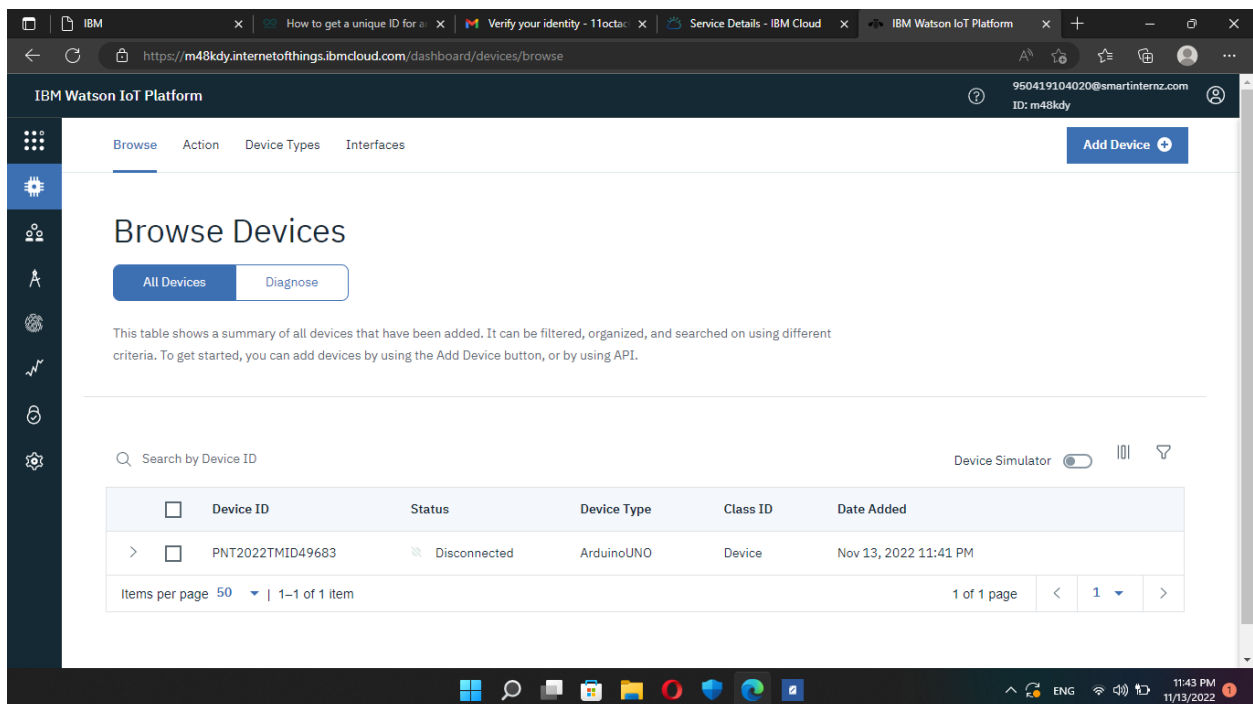 IBM
How to get a unique ID for a
Verify your identity - 11octac
Service Details - IBM Cloud
IBM Watson IoT Platform
https://m48kdy.internetofthings.ibmcloud.com/dashboard/devices/browse
IBM Watson IoT Platform
950419104020@smartinternz.com
ID: m48kdy
Browse Action Device Types Interfaces
Add Device
Browse Devices
All Devices Diagnose
This table shows a summary of all devices that have been added. It can be filtered, organized, and searched on using different
criteria. To get started, you can add devices by using the Add Device button, or by using API.
Search by Device ID
Device Simulator
Device ID Status Device Type Class ID Date Added
PNT2022TMID49683 Disconnected ArduinoUNO Device Nov 13, 2022 11:41 PM
Items per page 50 | 1–1 of 1 item
1 of 1 page 1
ENG
11:43 PM
11/13/2022
1